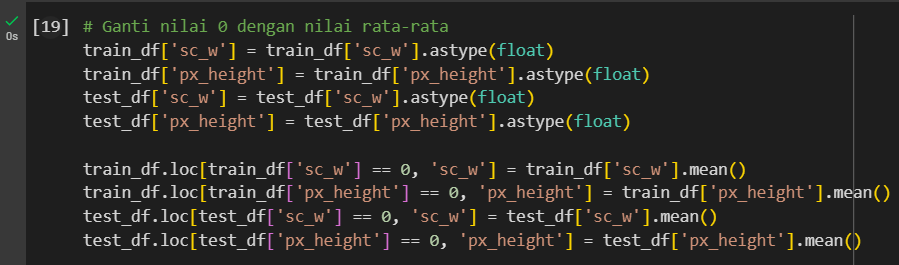 [19] # Ganti nilai 0 dengan nilai rata-rata
0s
train_df['sc_w'] = train_df['sc_w'].astype(float)
train_df['px_height'] = train_df['px_height'].astype(float)
test_df['sc_w'] = test_df['sc_w'].astype(float)
test_df['px_height'] = test_df['px_height'].astype(float)
train_df.loc[train_df['sc_w'] == 0, 'sc_w'] = train_df['sc_w'].mean()
train_df.loc[train_df['px_height'] == 0, 'px_height'] = train_df['px_height'].mean()
test_df.loc[test_df['sc_w'] == 0, 'sc_w'] = test_df['sc_w'].mean()
test_df.loc[test_df['px_height'] == 0, 'px_height'] = test_df['px_height'].mean()